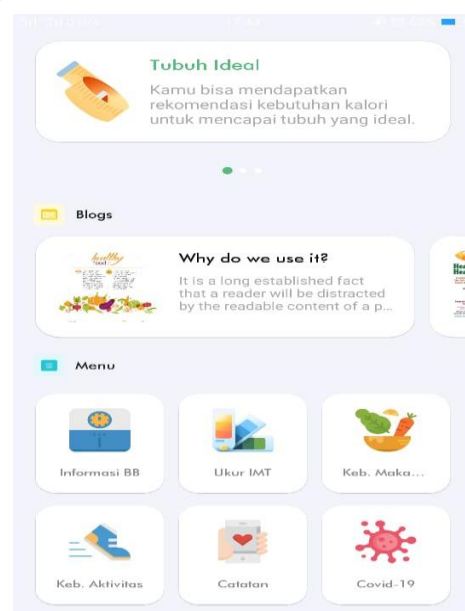 Tubuh Ideal
Kamu bisa mendapatkan
rekomendasi kebutuhan kalori
untuk mencapai tubuh yang ideal.
Blogs
healthy
Why do we use it?
It is a long established fact
that a reader will be distracted
by the readable content of a p...
Menu
Informasi BB
Ukur IMT
Keb. Maka...
Keb. Aktivitas
Catatan
Covid-19